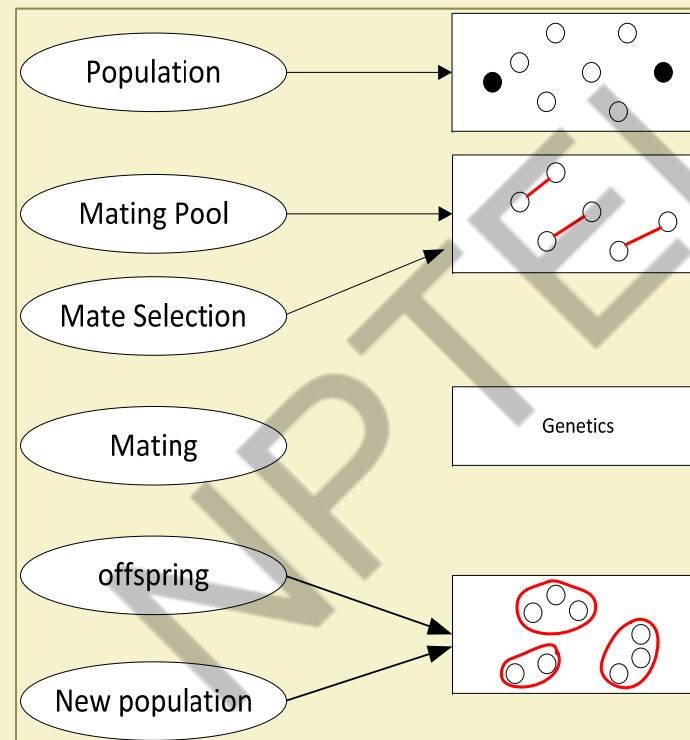 Population
Mating Pool
Mate Selection
Mating
Genetics
offspring
New population
NPTEL